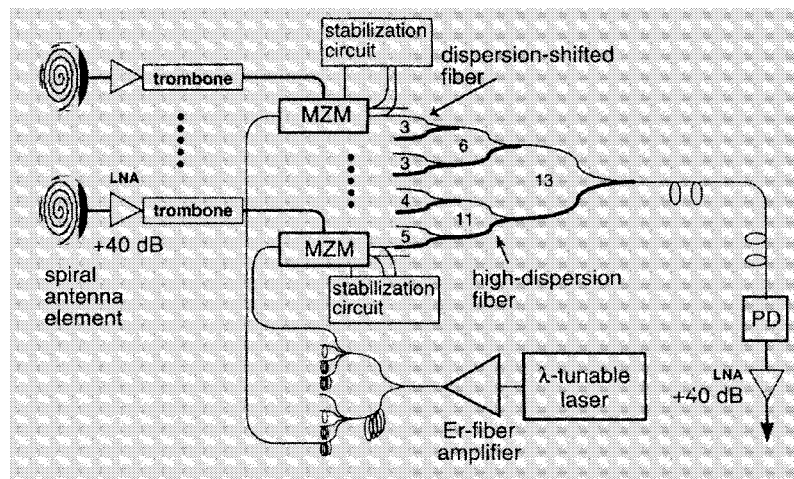 stabilization
circuit
dispersion-shifted
fiber
trombone
MZM
3
6
3
13
LNA
trombone
4
11
+40 dB
MZM
5
spiral
antenna
element
stabilization
circuit
high-dispersion
fiber
PD
λ-tunable
laser
LNA
+40 dB
Er-fiber
amplifier